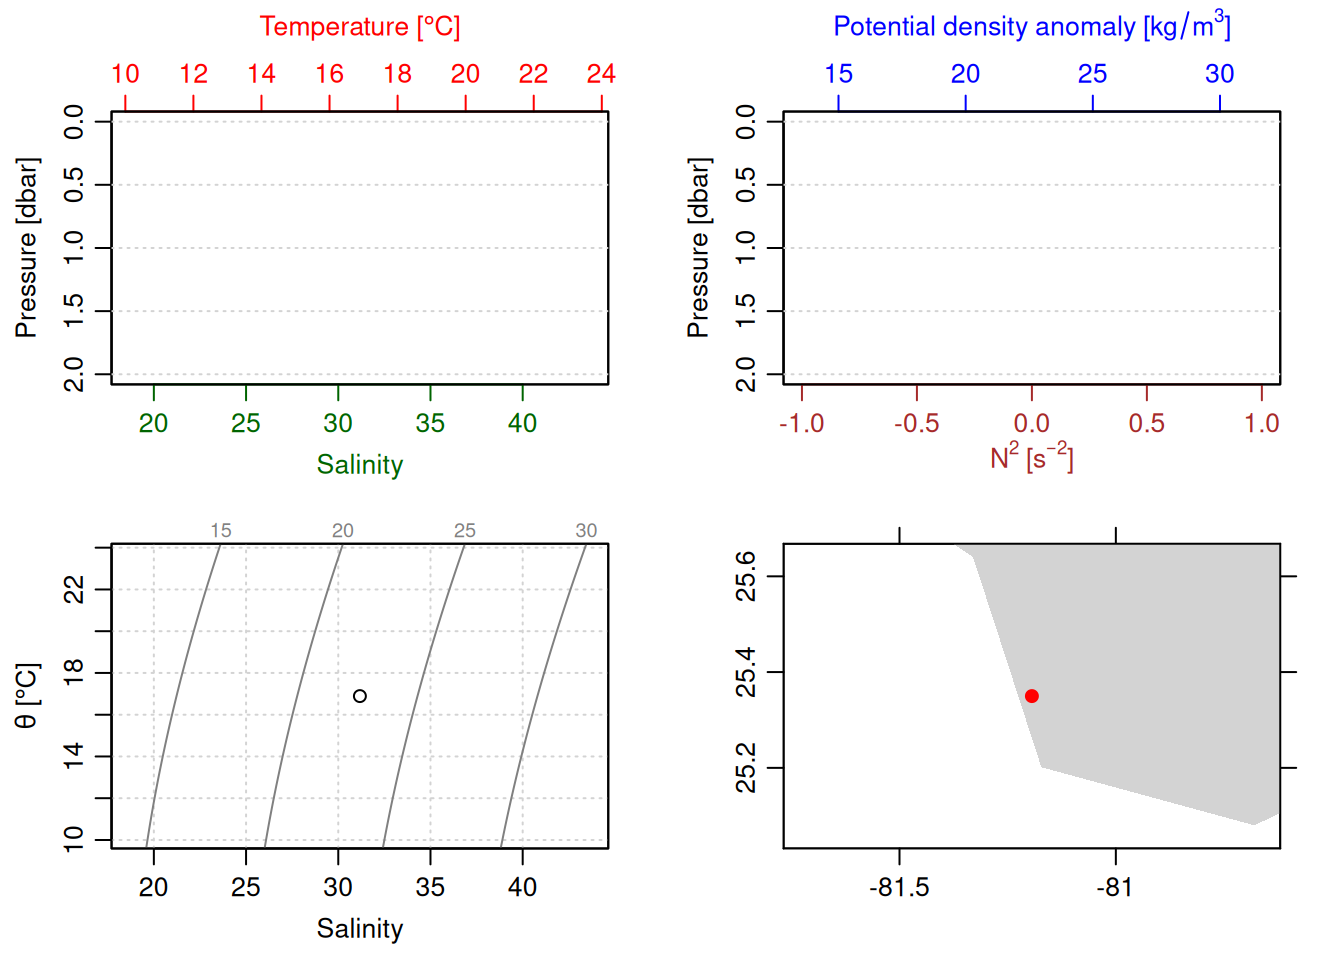 Temperature [°C]
10 12 14 16 18 20 22 24
Pressure [dbar]
0.0 0.5 1.0 1.5 2.0
20 25 30 35 40
Salinity
Potential density anomaly [kg/m³]
15 20 25 30
Pressure [dbar]
0.0 0.5 1.0 1.5 2.0
-1.0 -0.5 0.0 0.5 1.0
N² [s⁻²]
15 20 25 30
θ [°C]
10 14 18 22
20 25 30 35 40
Salinity
25.2 25.4 25.6
-81.5 -81